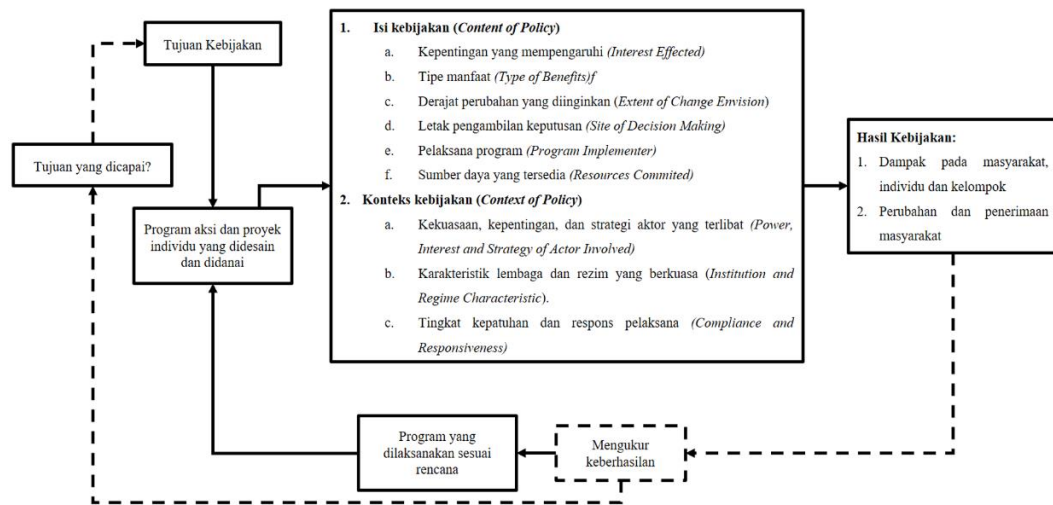 Tujuan Kebijakan
Tujuan yang dicapai?
Program aksi dan proyek
individu yang didesain
dan didanai
1. Isi kebijakan (Content of Policy)
a. Kepentingan yang mempengaruhi (Interest Effected)
b. Tipe manfaat (Type of Benefits)f
c. Derajat perubahan yang diinginkan (Extent of Change Envision)
d. Letak pengambilan keputusan (Site of Decision Making)
e. Pelaksana program (Program Implementer)
f. Sumber daya yang tersedia (Resources Commited)
2. Konteks kebijakan (Context of Policy)
a. Kekuasaan, kepentingan, dan strategi aktor yang terlibat (Power,
Interest and Strategy of Actor Involved)
b. Karakteristik lembaga dan rezim yang berkuasa (Institution and
Regime Characteristic).
c. Tingkat kepatuhan dan respons pelaksana (Compliance and
Responsiveness)
Hasil Kebijakan:
1. Dampak pada masyarakat,
individu dan kelompok
2. Perubahan dan penerimaan
masyarakat
Program yang
dilaksanakan sesuai
rencana
Mengukur
keberhasilan